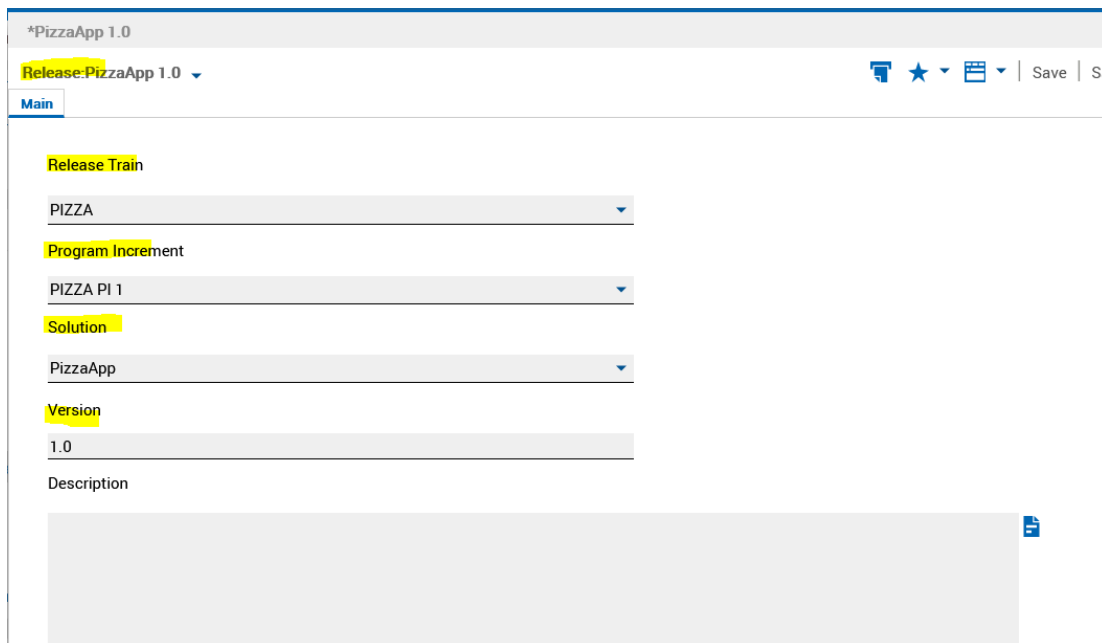 *PizzaApp 1.0
Release:PizzaApp 1.0
Save
S
Main
Release Train
PIZZA
Program Increment
PIZZA PI 1
Solution
PizzaApp
Version
1.0
Description